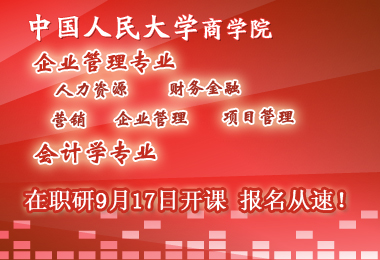 中国人民大学商学院
企业管理专业
人力资源 财务金融
营销 企业管理 项目管理
会计学专业
在职研9月17日开课 报名从速！